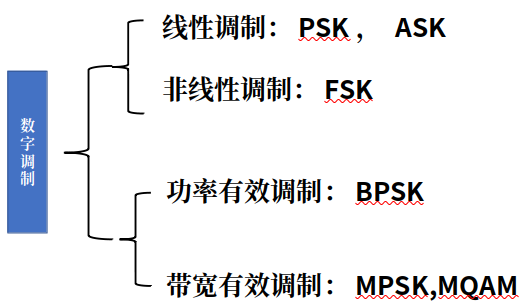 线性调制： PSK ， ASK
非线性调制： FSK
数字调制
功率有效调制： BPSK
带宽有效调制： MPSK,MQAM